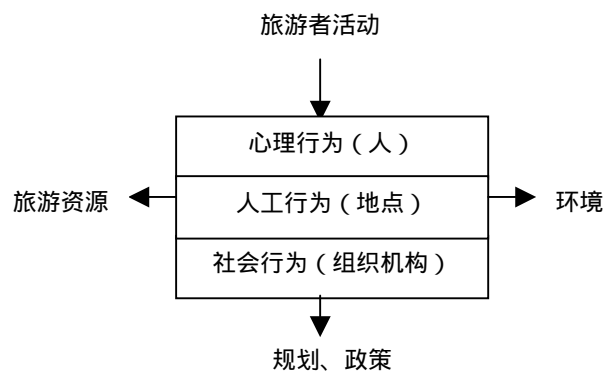 旅游者活动
心理行为（人）
旅游资源
人工行为（地点）
环境
社会行为（组织机构）
规划、政策